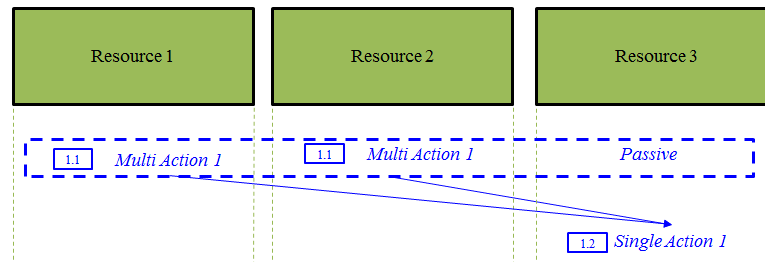 Resource 1
Resource 2
Resource 3
1.1 Multi Action 1
1.1 Multi Action 1
Passive
1.2 Single Action 1